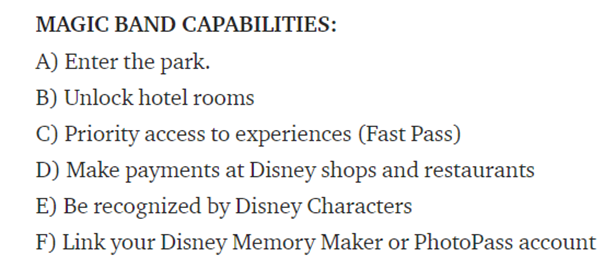 MAGIC BAND CAPABILITIES:
A) Enter the park.
B) Unlock hotel rooms
C) Priority access to experiences (Fast Pass)
D) Make payments at Disney shops and restaurants
E) Be recognized by Disney Characters
F) Link your Disney Memory Maker or PhotoPass account